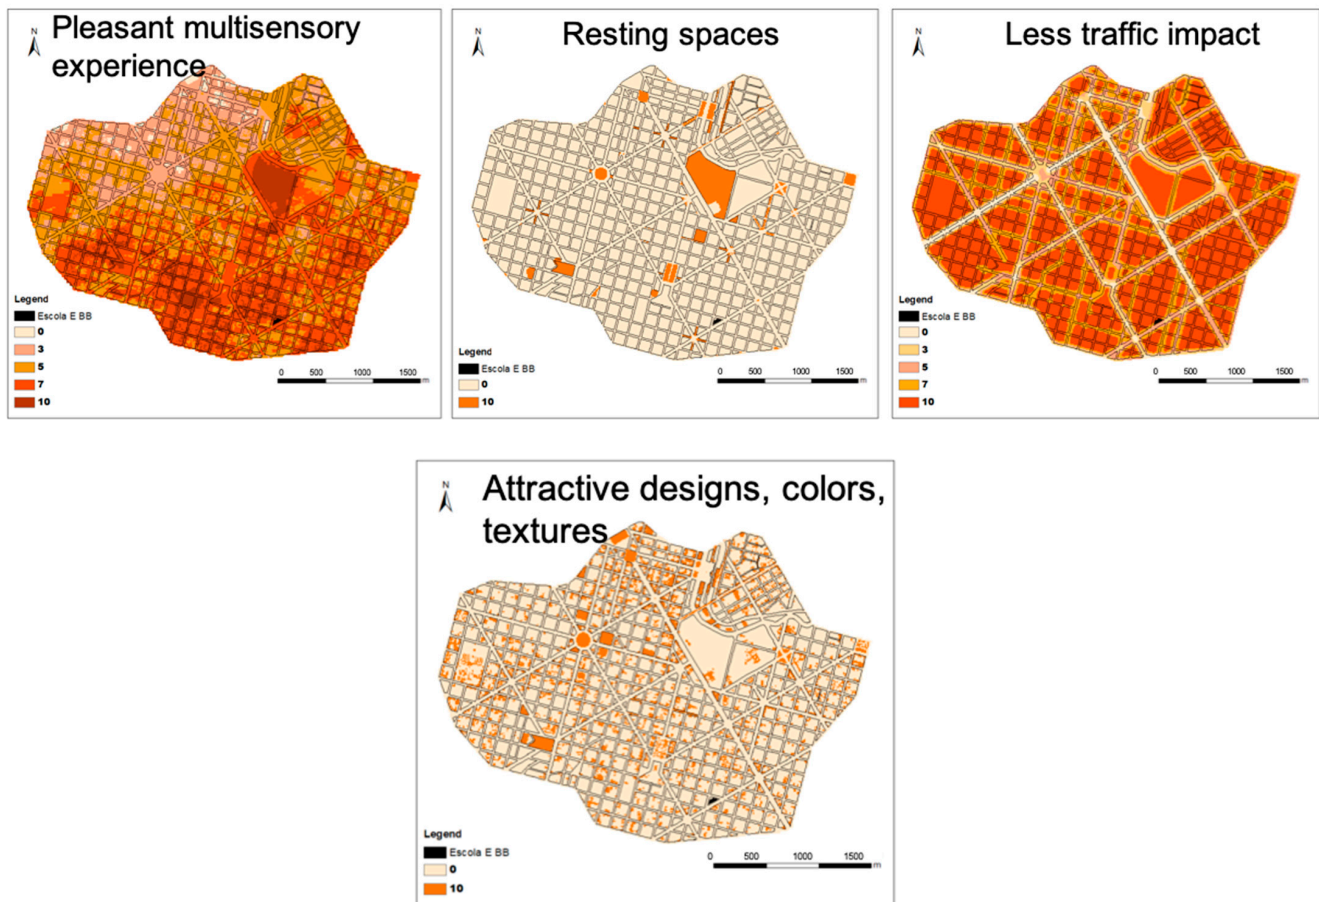 N
Pleasant multisensory
experience
Legend
Escola E BB
0
3
5
7
10
0 500 1000 1500
m
N
Resting spaces
Legend
Escola E BB
0
10
0 500 1000 1500
m
N
Less traffic impact
Legend
Escola E BB
0
3
5
7
10
0 500 1000 1500
m
N
Attractive designs, colors,
textures
Legend
Escola E BB
0
10
0 500 1000 1500
m